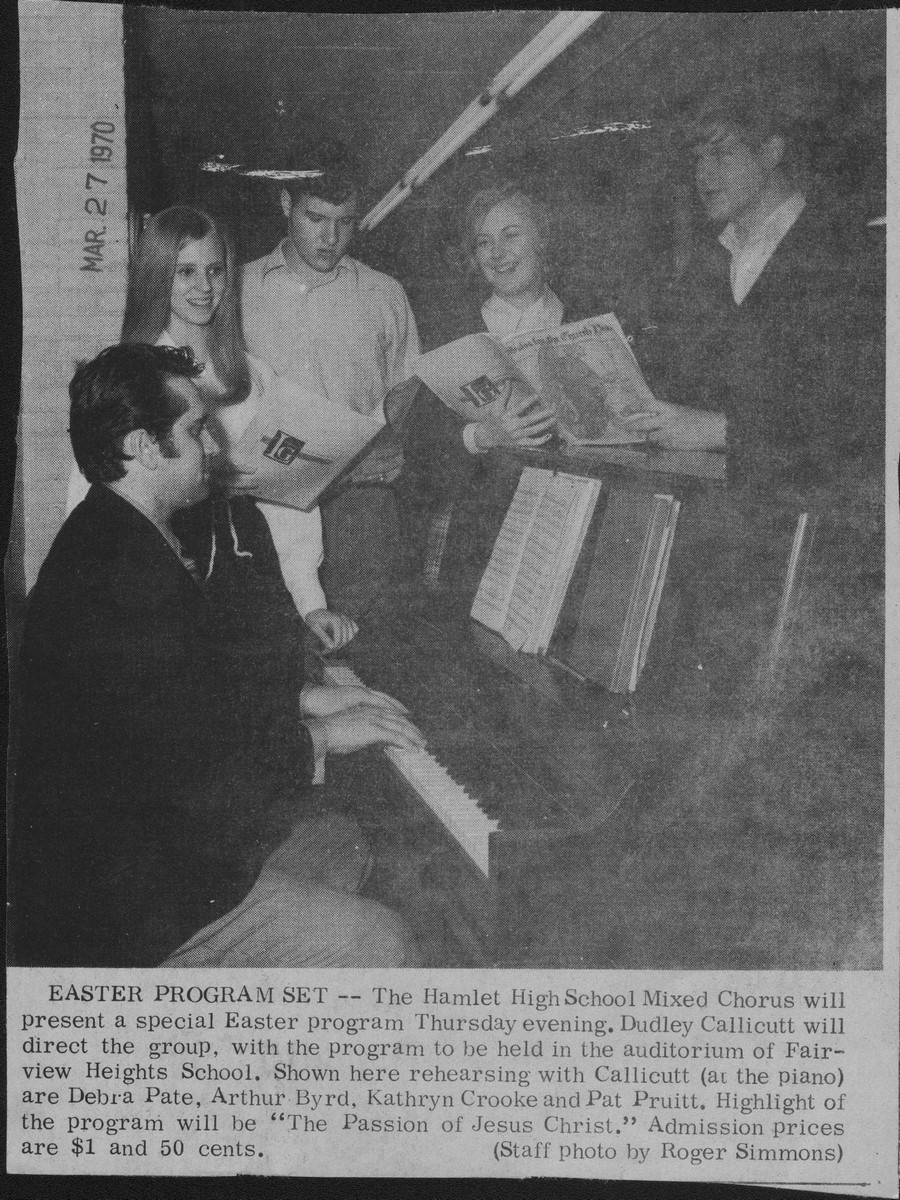 MAR. 27 1970
EASTER PROGRAM SET -- The Hamlet High School Mixed Chorus will
present a special Easter program Thursday evening. Dudley Callicutt will
direct the group, with the program to be held in the auditorium of Fair-
view Heights School. Shown here rehearsing with Callicutt (at the piano)
are Debra Pate, Arthur Byrd, Kathryn Crooke and Pat Pruitt. Highlight of
the program will be "The Passion of Jesus Christ." Admission prices
are $1 and 50 cents. (Staff photo by Roger Simmons)